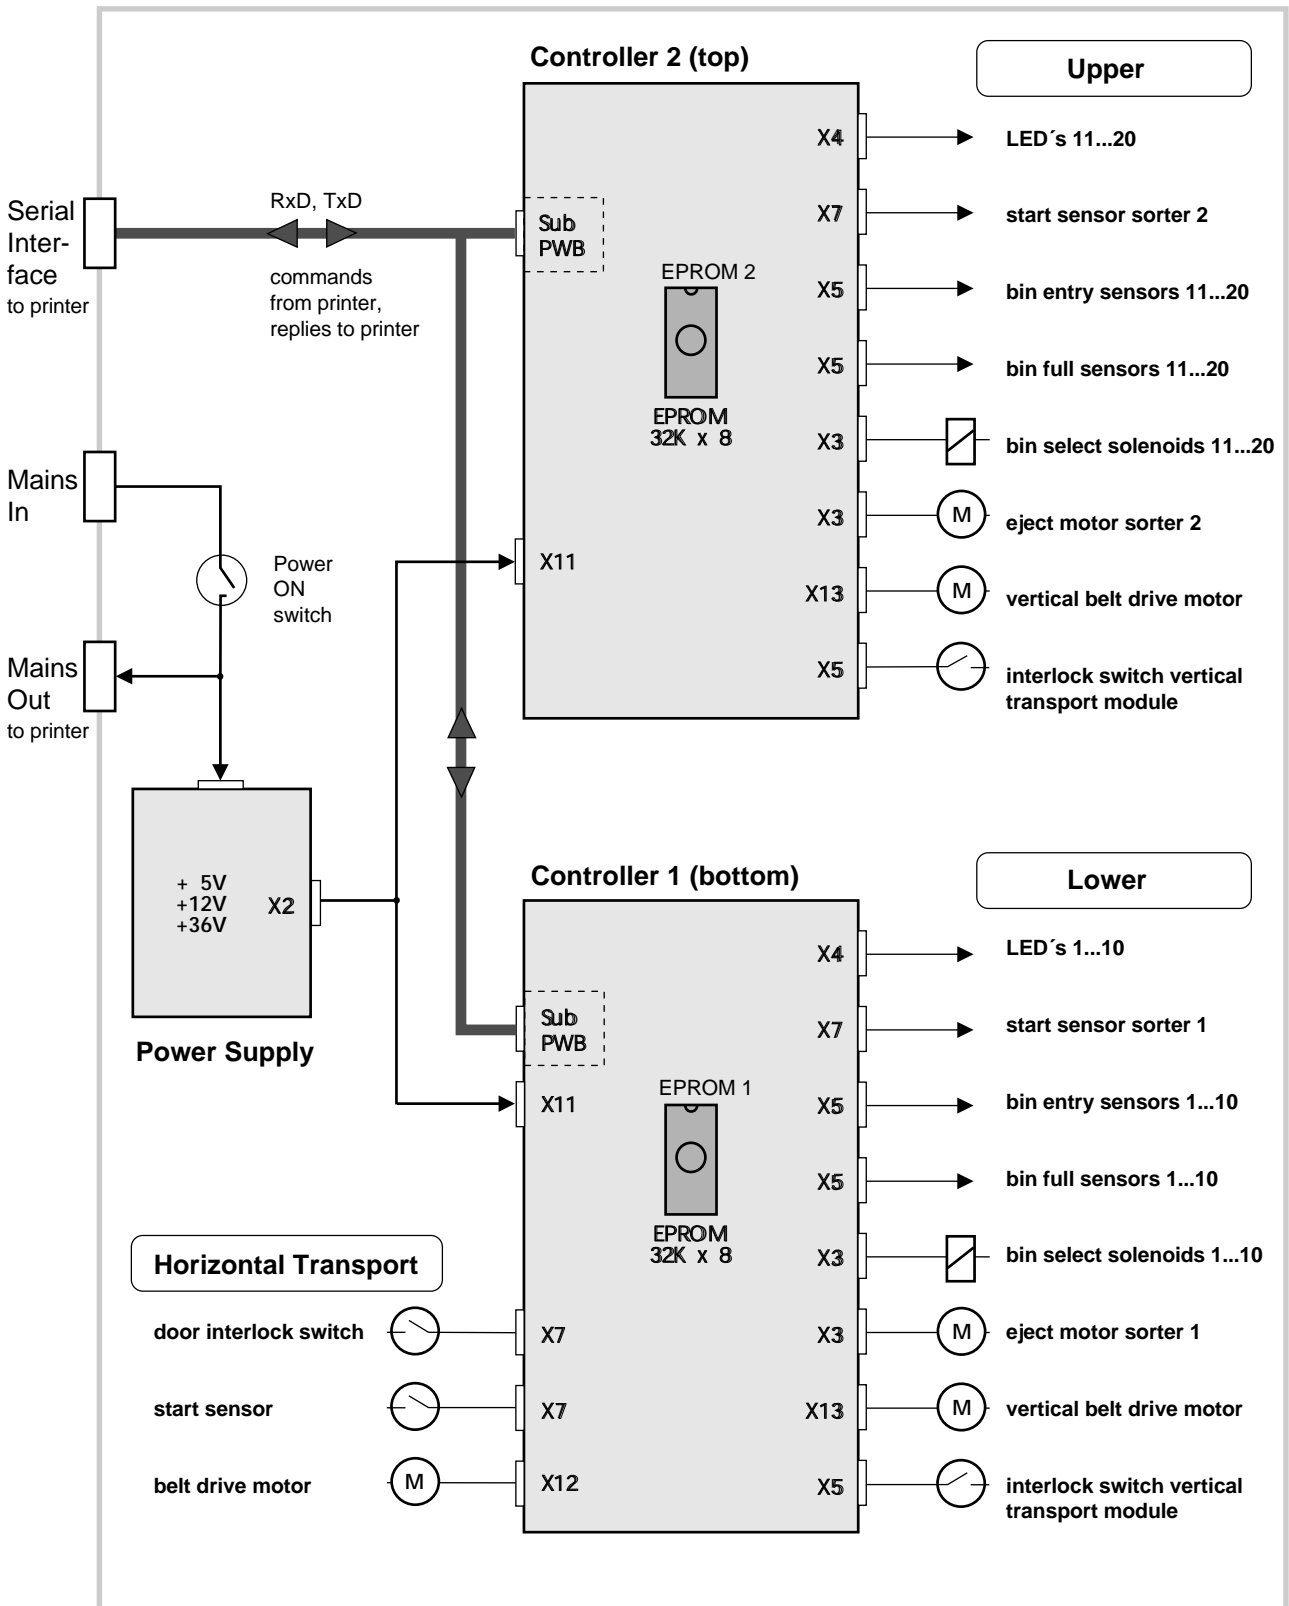 Controller 2 (top)
Upper
X4
LED´s 11...20
Serial
Inter-
face
to printer
RxD, TxD
commands
from printer,
replies to printer
Sub
PWB
X7
start sensor sorter 2
EPROM 2
X5
bin entry sensors 11...20
X5
bin full sensors 11...20
EPROM
32K x 8
X3
bin select solenoids 11...20
Mains
In
X3
M
eject motor sorter 2
Power
ON
switch
X11
X13
M
vertical belt drive motor
Mains
Out
to printer
X5
interlock switch vertical
transport module
+ 5V
+12V
+36V
X2
Power Supply
Controller 1 (bottom)
Lower
X4
LED´s 1...10
Sub
PWB
X7
start sensor sorter 1
X11
EPROM 1
X5
bin entry sensors 1...10
X5
bin full sensors 1...10
EPROM
32K x 8
X3
bin select solenoids 1...10
Horizontal Transport
door interlock switch
X7
X3
M
eject motor sorter 1
start sensor
X7
X13
M
vertical belt drive motor
belt drive motor
M
X12
X5
interlock switch vertical
transport module